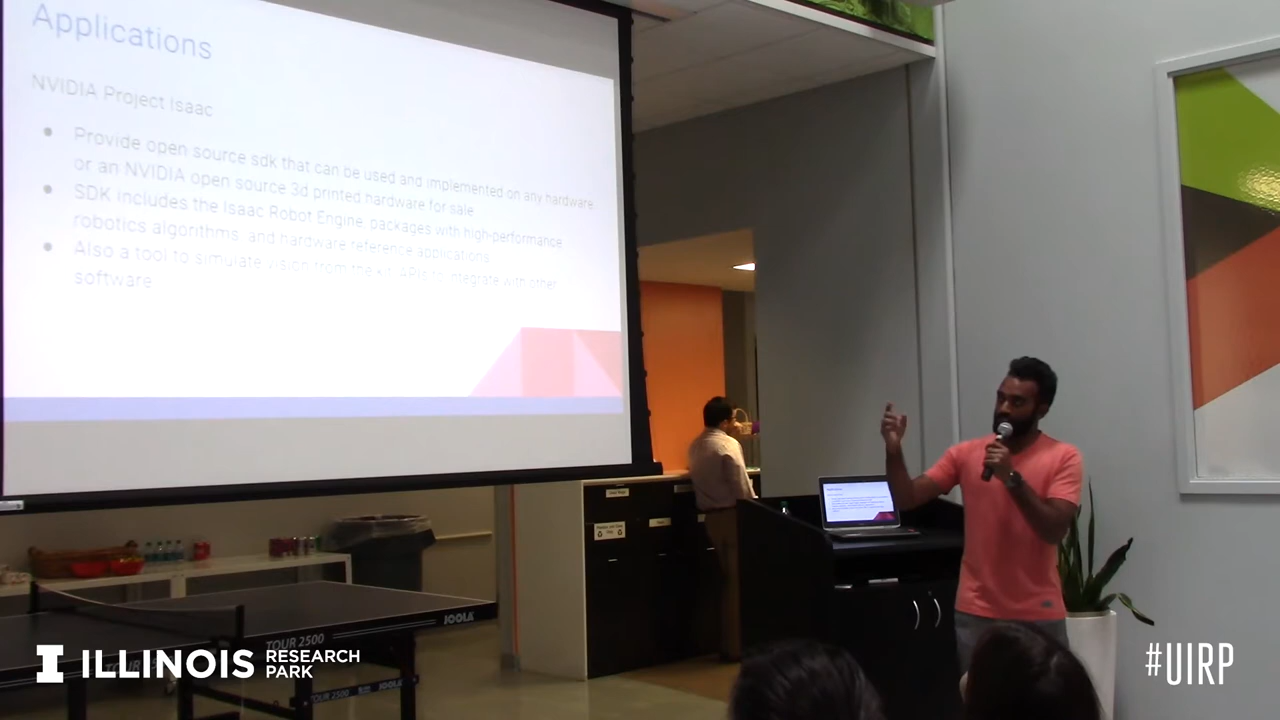 Applications
NVIDIA Project Isaac
Provide open source sdk that can be used and implemented on any hardware
or an NVIDIA open source 3d printed hardware for sale
SDK includes the Isaac Robot Engine, packages with high-performance
robotics algorithms, and hardware reference applications
Also a tool to simulate vision from the kit, APIs to integrate with other
software
JOOLA
TOUR 2500
TOUR 2500
JOOLA
ILLINOIS
RESEARCH
PARK
#UIRP